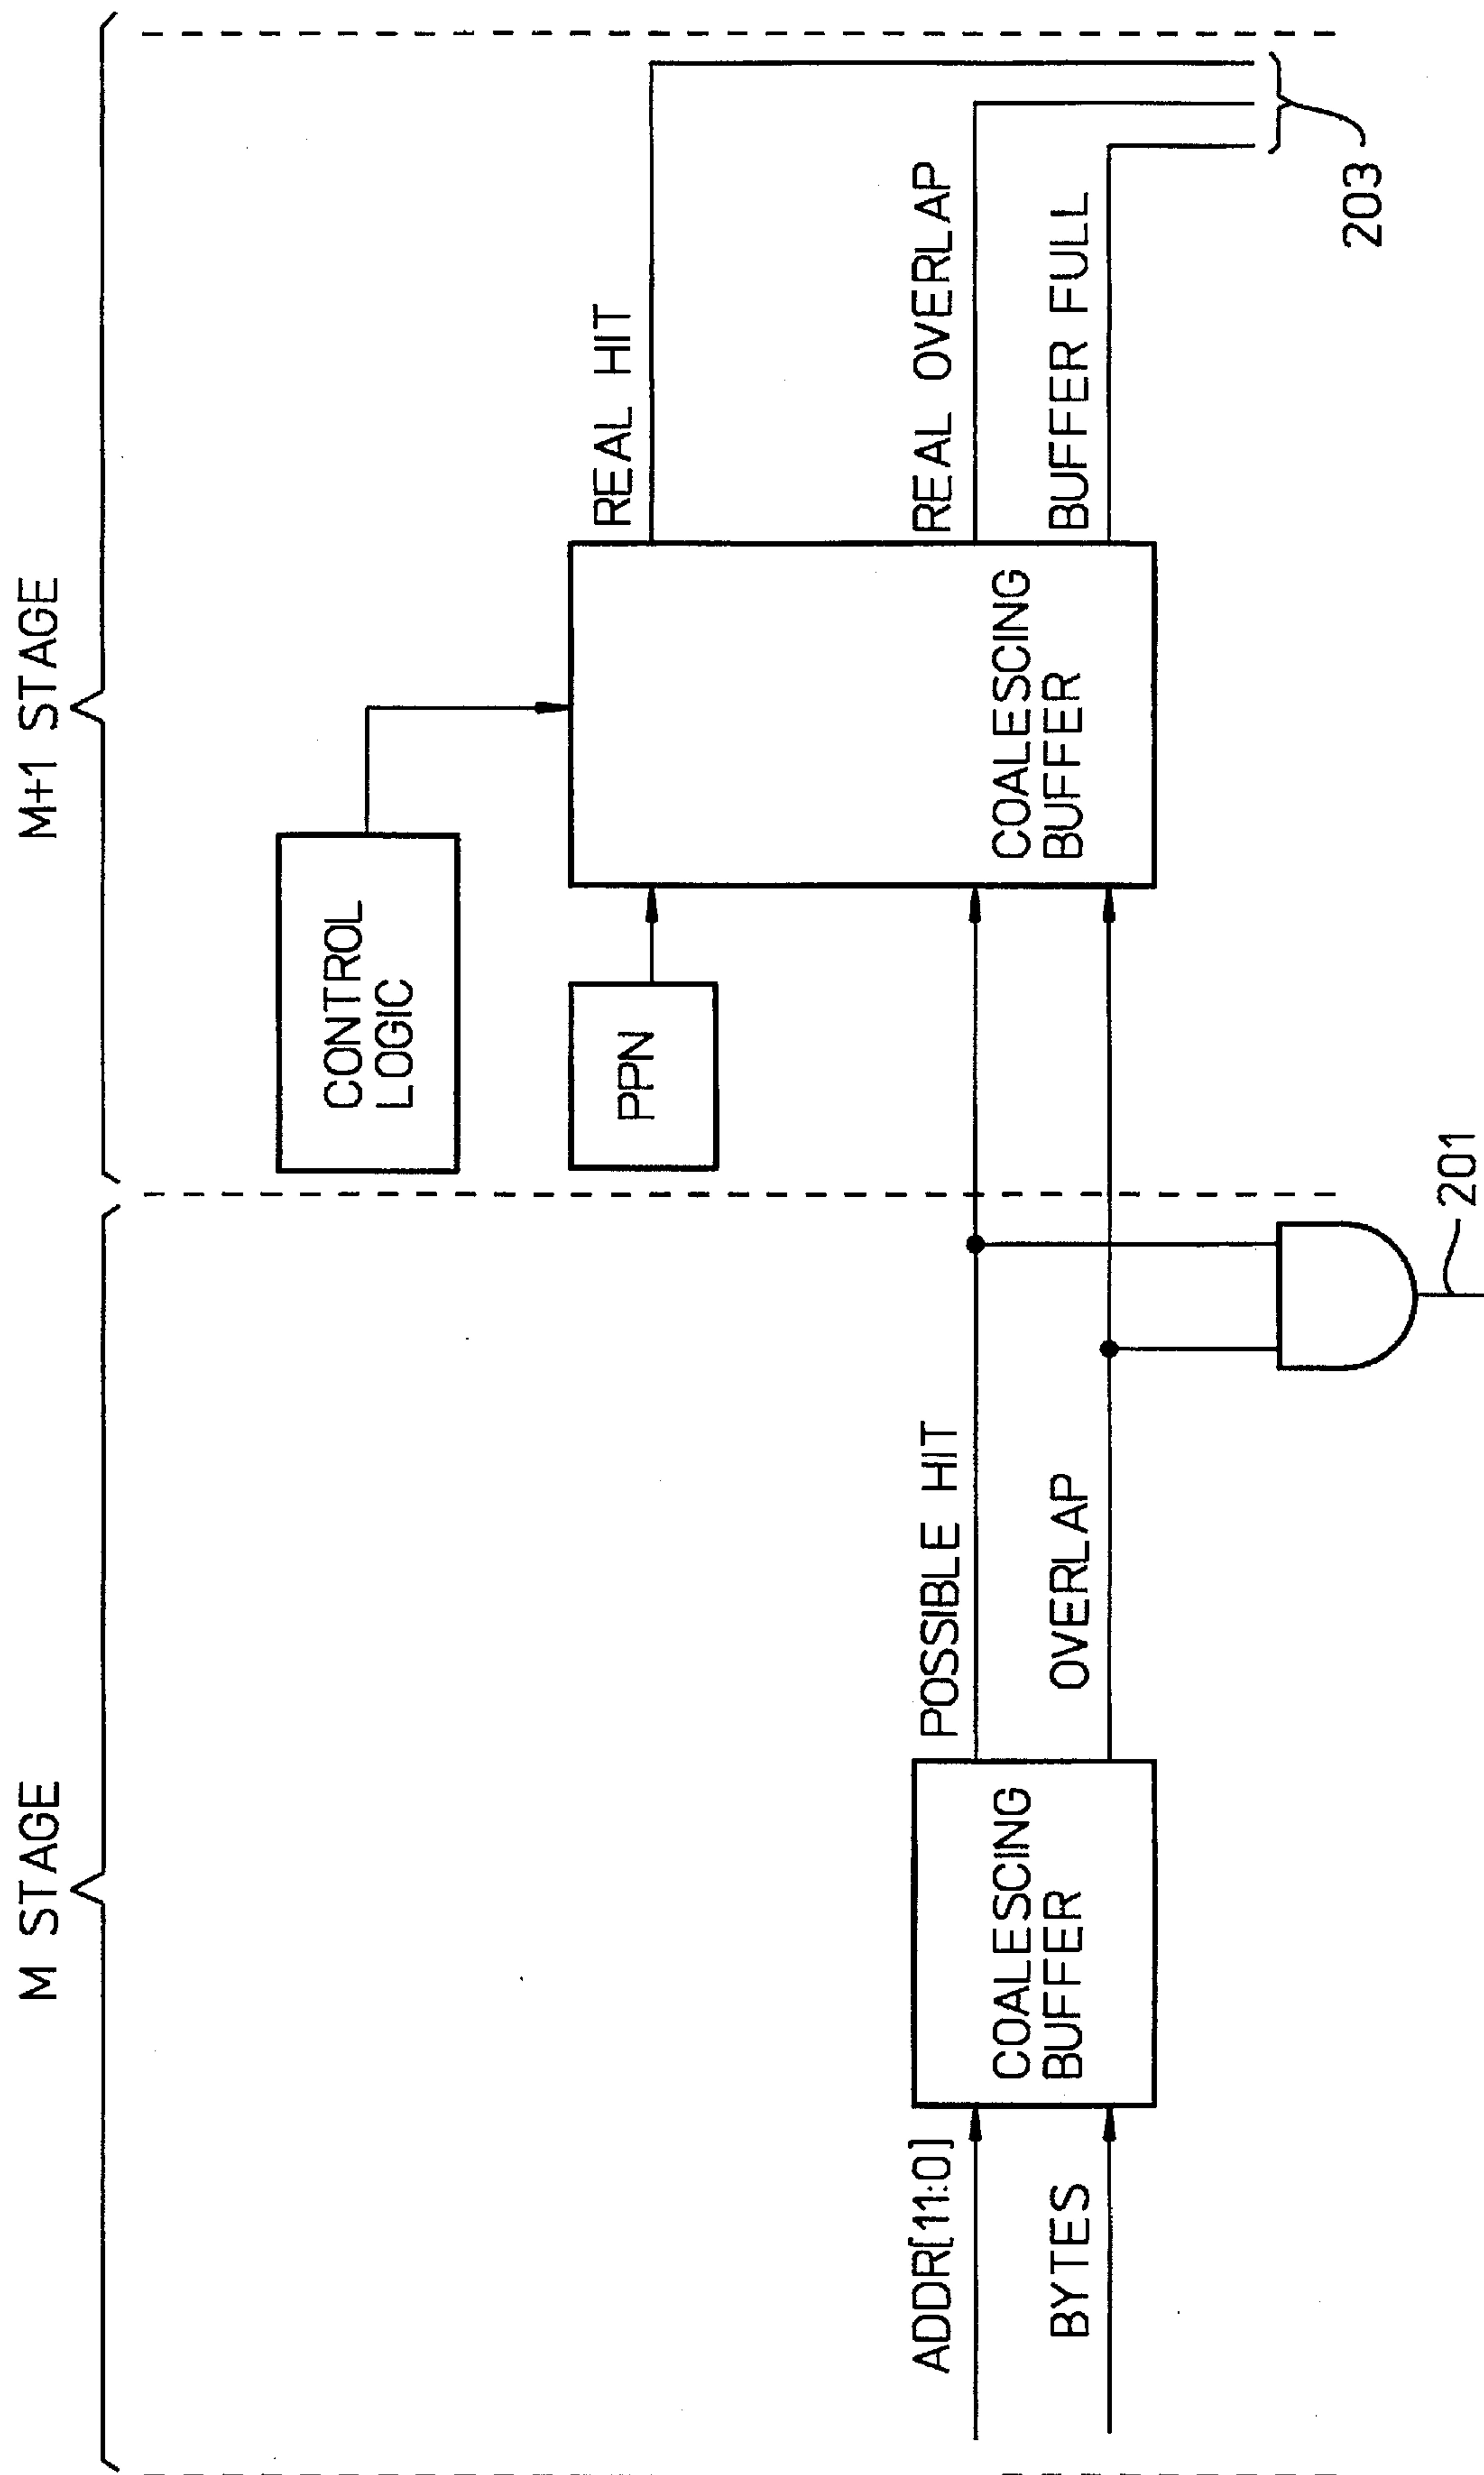 M STAGE
M+1 STAGE
CONTROL
LOGIC
PPN
REAL HIT
ADDR[11:0]
BYTES
COALESCING
BUFFER
POSSIBLE HIT
OVERLAP
COALESCING
BUFFER
REAL OVERLAP
BUFFER FULL
201
203